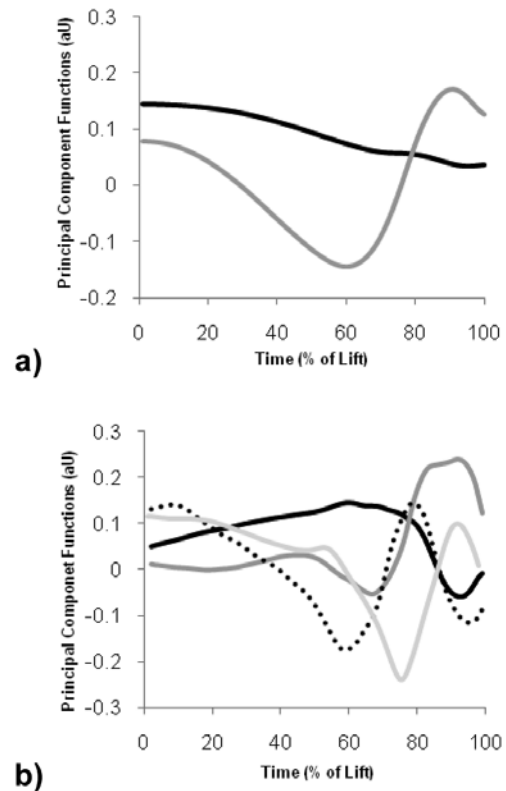 Principal Component Functions (aU)
0.3
0.2
0.1
0
-0.1
-0.2
0 20 40 60 80 100
Time (% of Lift)
a)
Principal Componet Functions (aU)
0.3
0.2
0.1
0
-0.1
-0.2
-0.3
0 20 40 60 80 100
Time (% of Lift)
b)